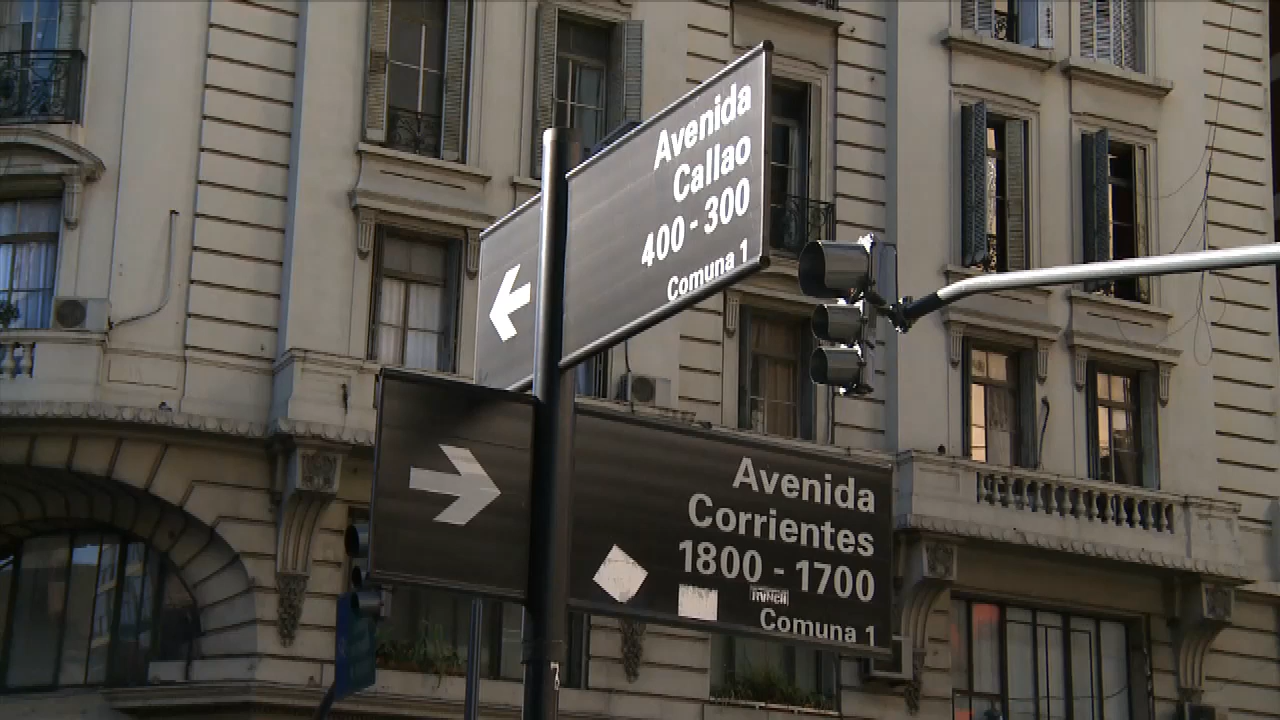 Avenida
Callao
400 - 300
Comuna 1
Avenida
Corrientes
1800 - 1700
Comuna 1